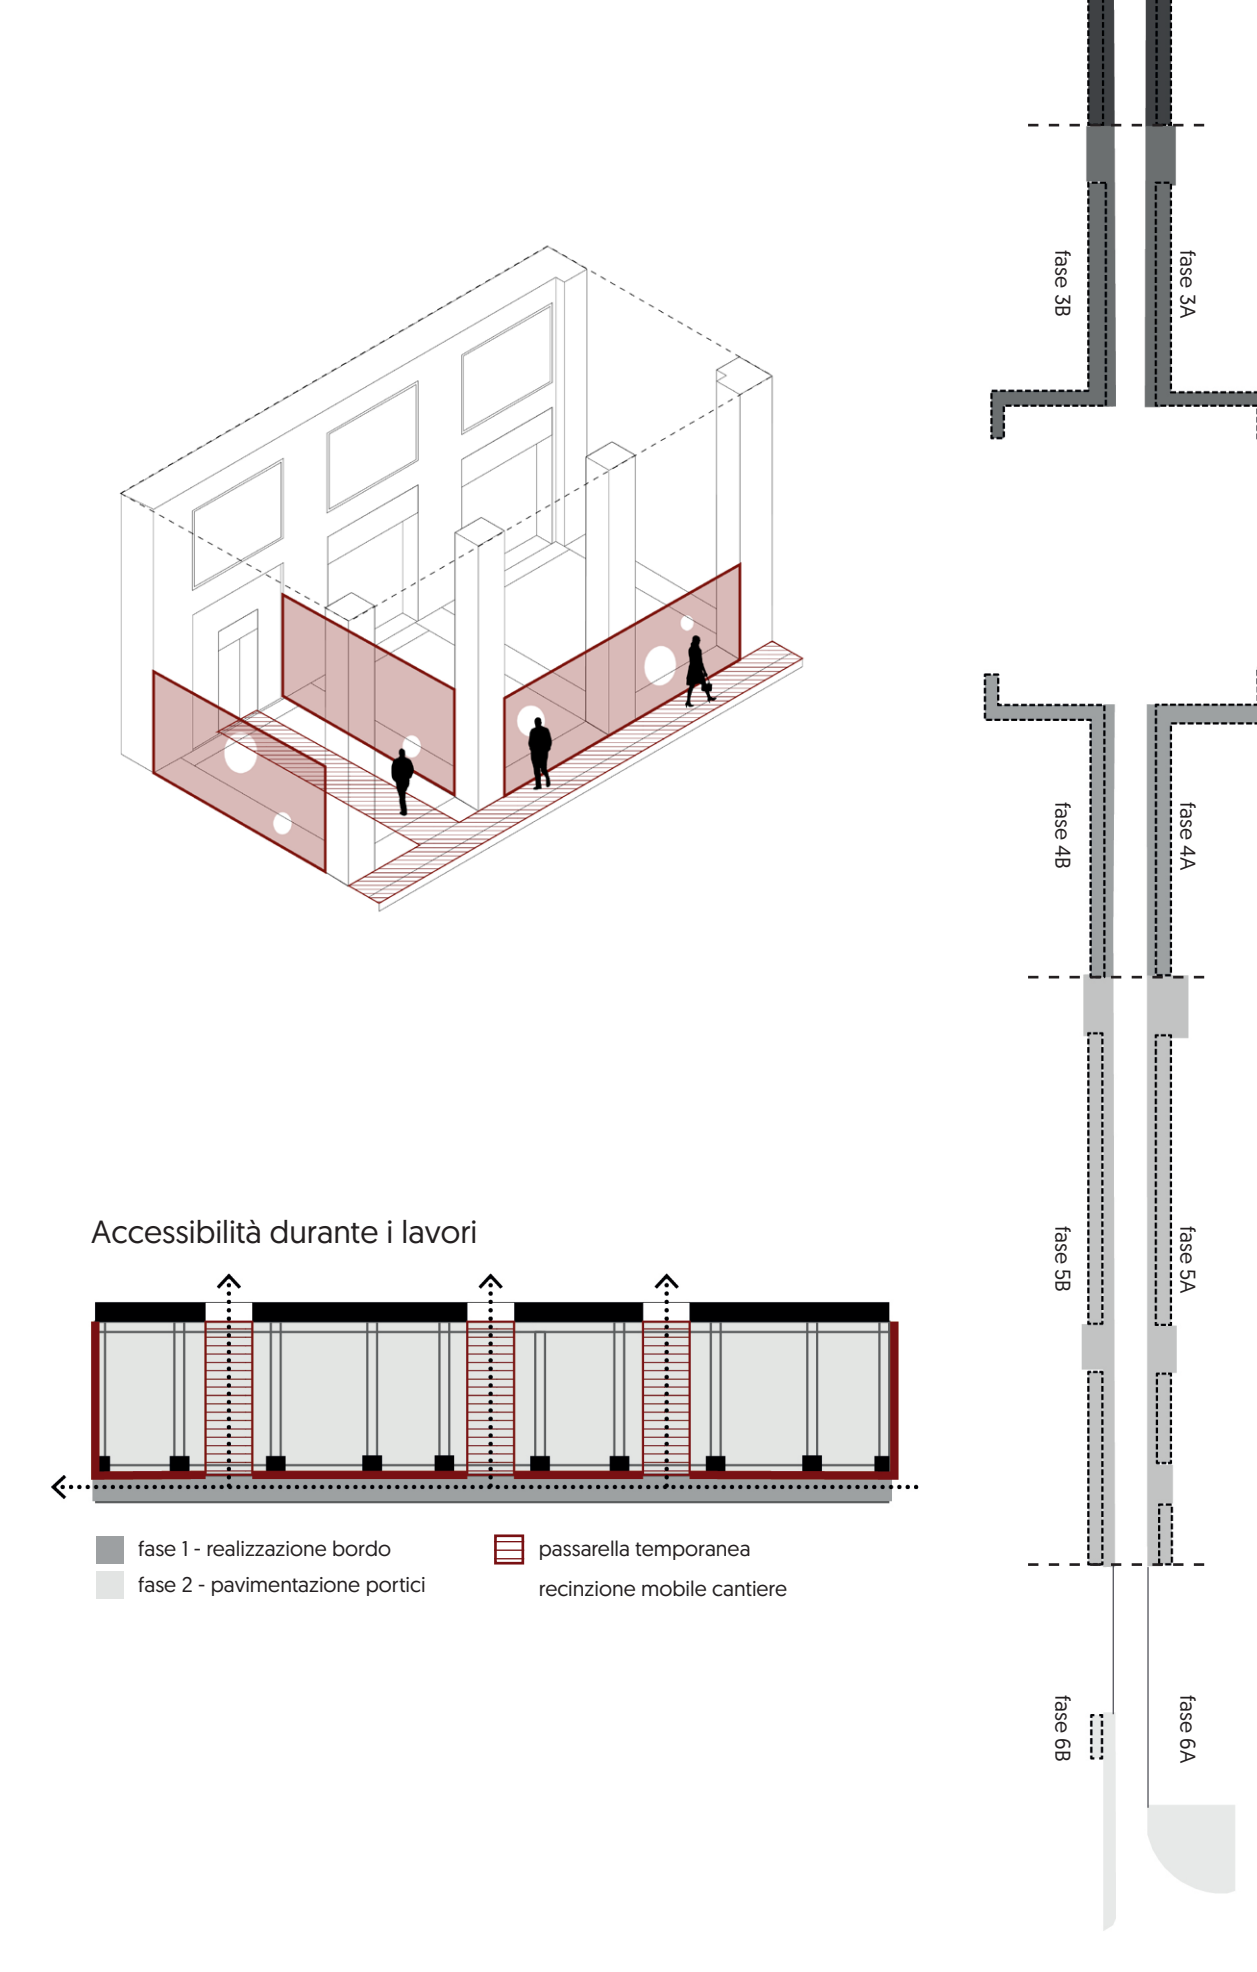 fase 3B
fase 3A
fase 4B
fase 4A
Accessibilità durante i lavori
fase 5B
fase 5A
fase 1 - realizzazione bordo
fase 2 - pavimentazione portici
passarella temporanea
recinzione mobile cantiere
fase 6B
fase 6A